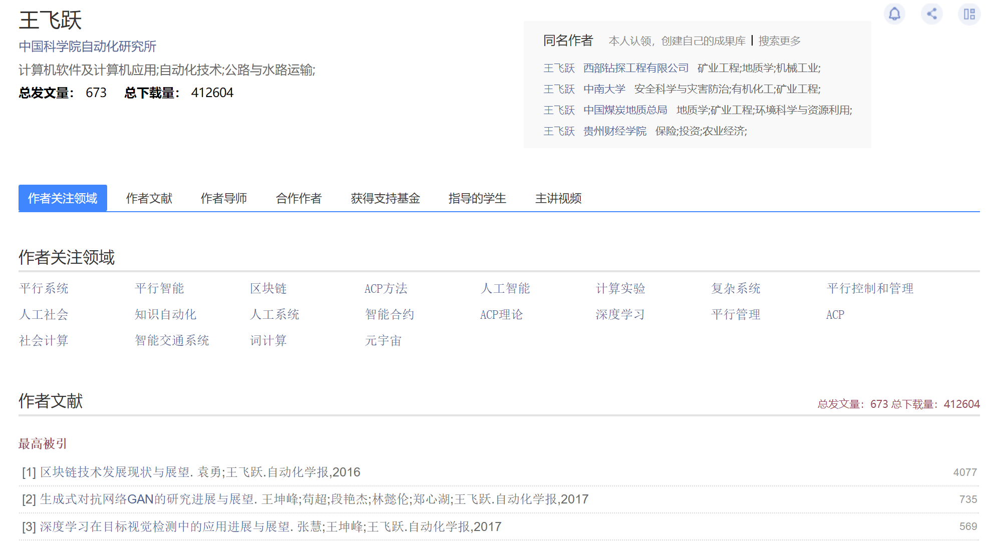 王飞跃
中国科学院自动化研究所
计算机软件及计算机应用;自动化技术;公路与水路运输;
总发文量： 673 总下载量： 412604
同名作者 本人认领，创建自己的成果库 | 搜索更多
王飞跃 西部钻探工程有限公司 矿业工程;地质学;机械工业;
王飞跃 中南大学 安全科学与灾害防治;有机化工;矿业工程;
王飞跃 中国煤炭地质总局 地质学;矿业工程;环境科学与资源利用;
王飞跃 贵州财经学院 保险;投资;农业经济;
作者关注领域 作者文献 作者导师 合作作者 获得支持基金 指导的学生 主讲视频
作者关注领域
平行系统 平行智能 区块链 ACP方法 人工智能 计算实验 复杂系统 平行控制和管理
人工社会 知识自动化 人工系统 智能合约 ACP理论 深度学习 平行管理 ACP
社会计算 智能交通系统 词计算 元宇宙
作者文献
总发文量：673 总下载量：412604
最高被引
[1] 区块链技术发展现状与展望. 袁勇;王飞跃.自动化学报,2016 4077
[2] 生成式对抗网络GAN的研究进展与展望. 王坤峰;苟超;段艳杰;林懿伦;郑心湖;王飞跃.自动化学报,2017 735
[3] 深度学习在目标视觉检测中的应用进展与展望. 张慧;王坤峰;王飞跃.自动化学报,2017 569